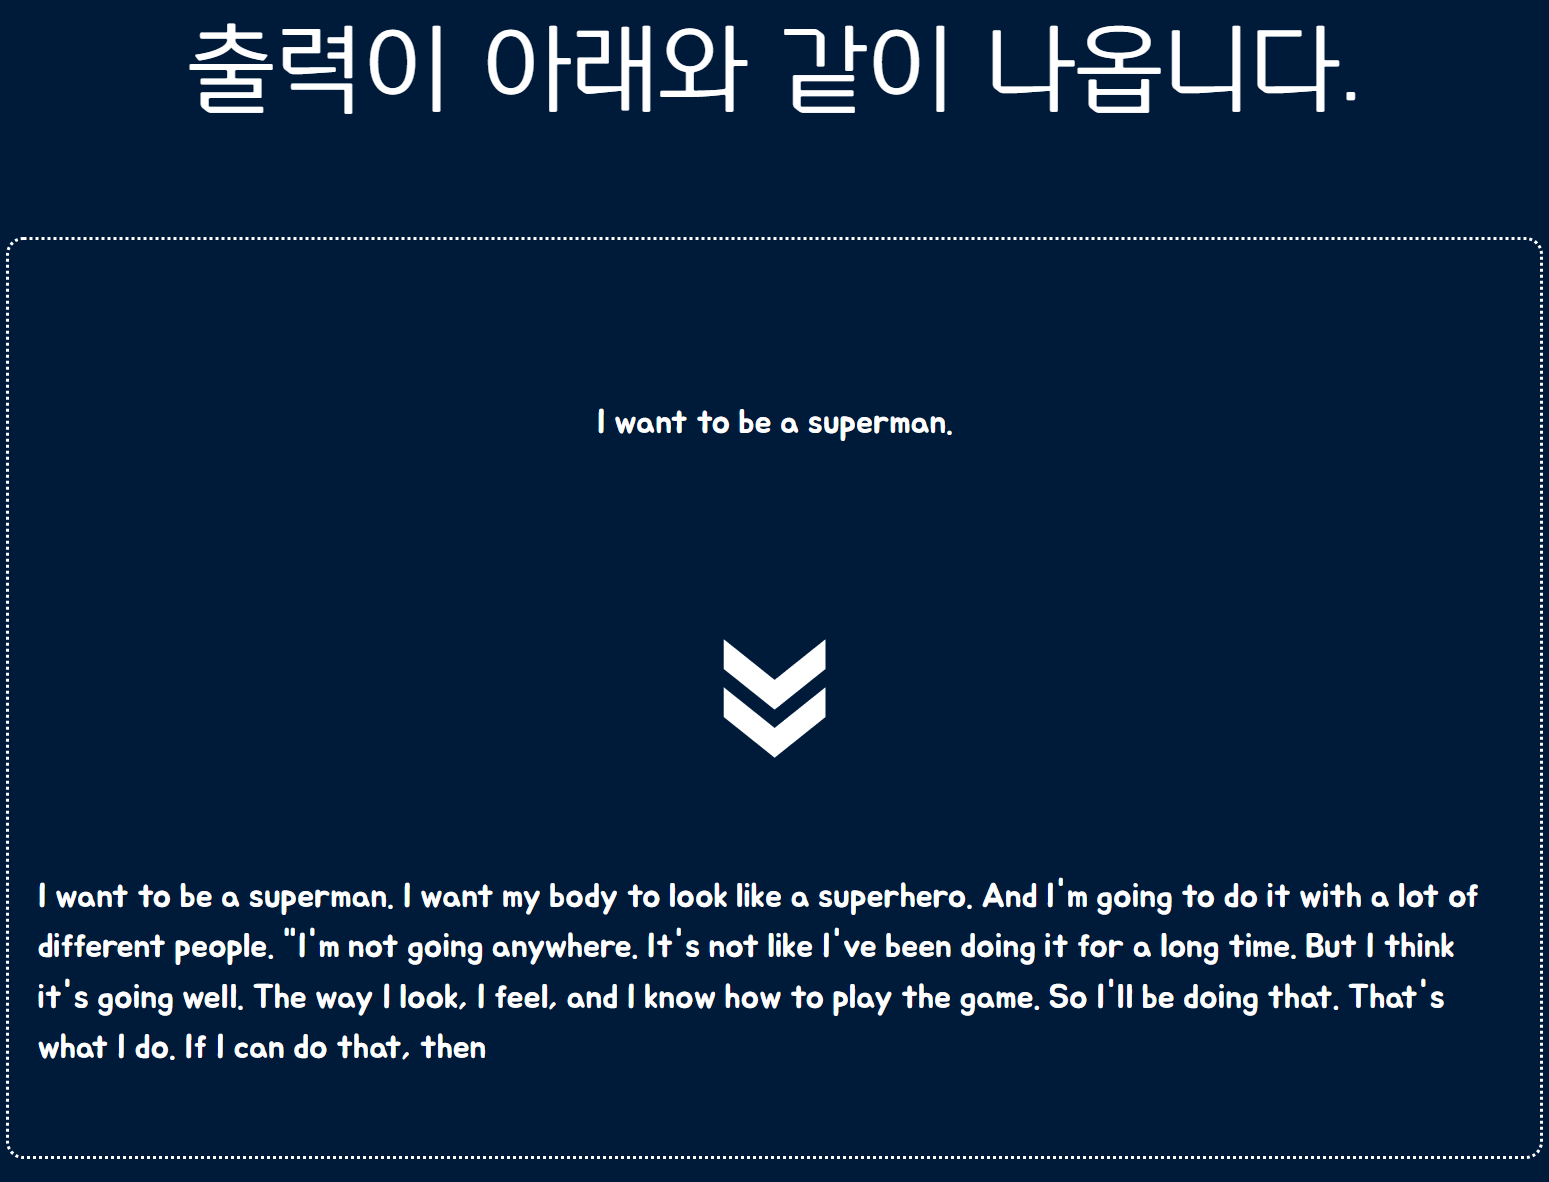 출력이 아래와 같이 나옵니다.
I want to be a superman.
I want to be a superman. I want my body to look like a superhero. And I'm going to do it with a lot of
different people. "I'm not going anywhere. It's not like I've been doing it for a long time. But I think
it's going well. The way I look, I feel, and I know how to play the game. So I'll be doing that. That's
what I do. If I can do that, then